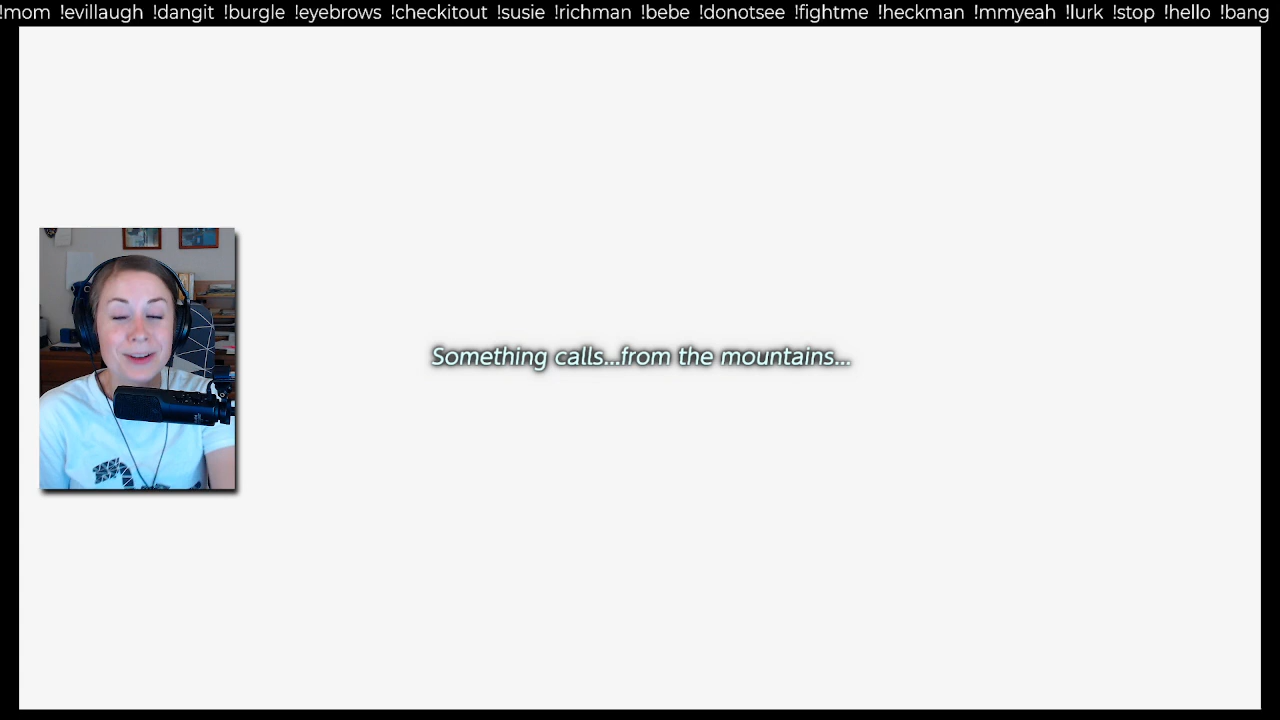 !mom !evillaugh !dangit !burgle !eyebrows !checkitout !susie !richman !bebe !donotsee !fightme !heckman !mmyeah !lurk !stop !hello !bang
Something calls...from the mountains...